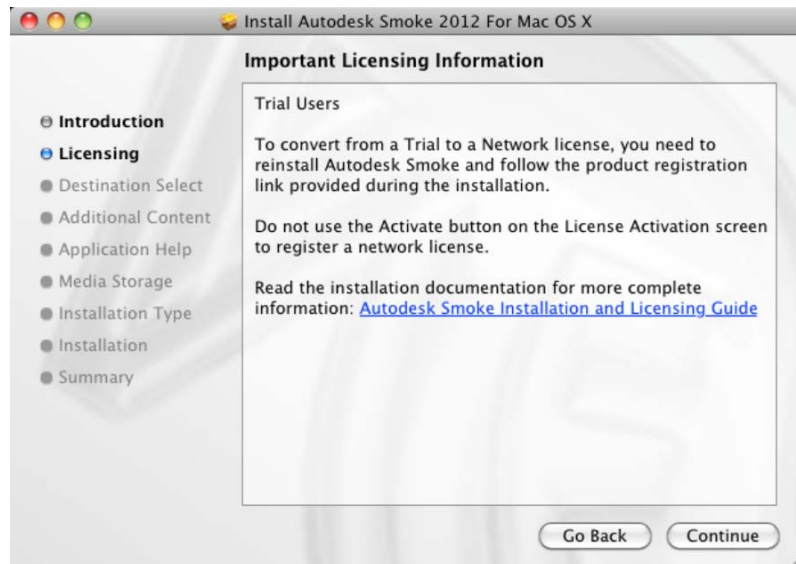 Install Autodesk Smoke 2012 For Mac OS X
Important Licensing Information
Introduction
Licensing
Destination Select
Additional Content
Application Help
Media Storage
Installation Type
Installation
Summary
Trial Users
To convert from a Trial to a Network license, you need to
reinstall Autodesk Smoke and follow the product registration
link provided during the installation.
Do not use the Activate button on the License Activation screen
to register a network license.
Read the installation documentation for more complete
information: Autodesk Smoke Installation and Licensing Guide
Go Back
Continue